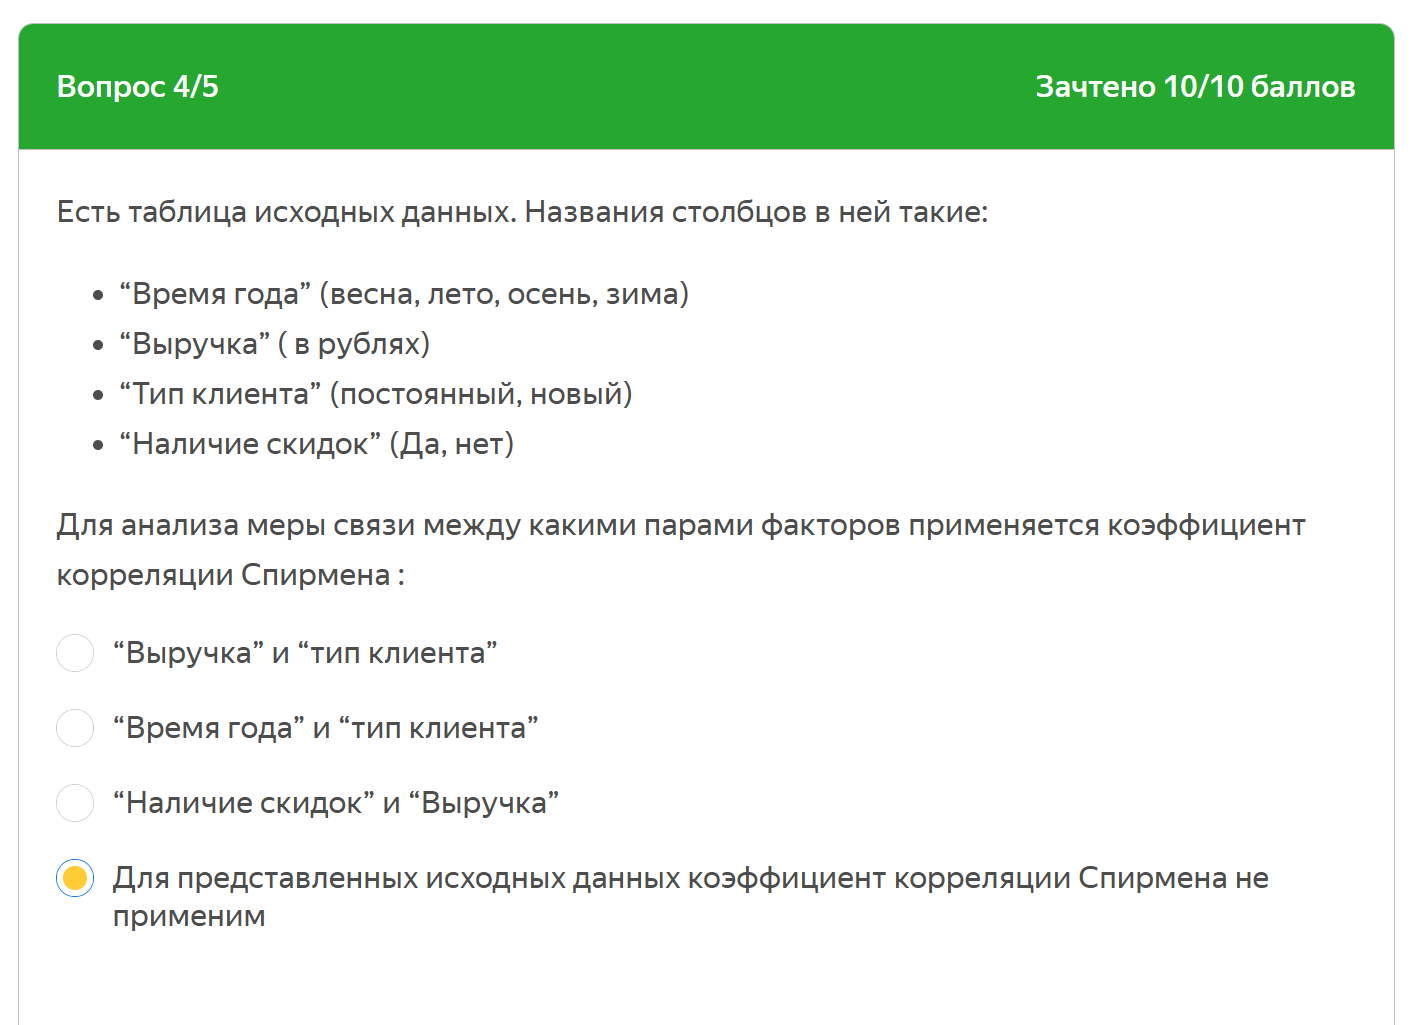 Вопрос 4/5
Зачтено 10/10 баллов
Есть таблица исходных данных. Названия столбцов в ней такие:
• “Время года” (весна, лето, осень, зима)
• “Выручка” ( в рублях)
• “Тип клиента” (постоянный, новый)
• “Наличие скидок” (Да, нет)
Для анализа меры связи между какими парами факторов применяется коэффициент
корреляции Спирмена :
“Выручка” и “тип клиента”
“Время года” и “тип клиента”
“Наличие скидок” и “Выручка”
Для представленных исходных данных коэффициент корреляции Спирмена не
применим